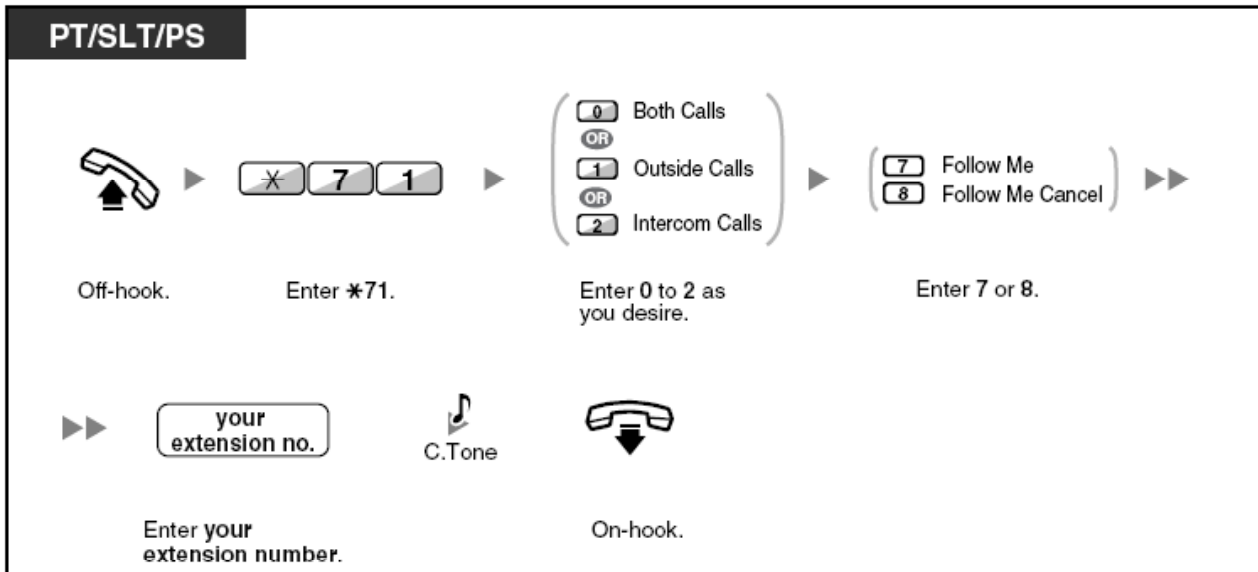 PT/SLT/PS
0 Both Calls
OR
1 Outside Calls
OR
2 Intercom Calls
7 Follow Me
8 Follow Me Cancel
✳ 7 1
Off-hook.
Enter ✳71.
Enter 0 to 2 as
you desire.
Enter 7 or 8.
your
extension no.
C.Tone
Enter your
extension number.
On-hook.